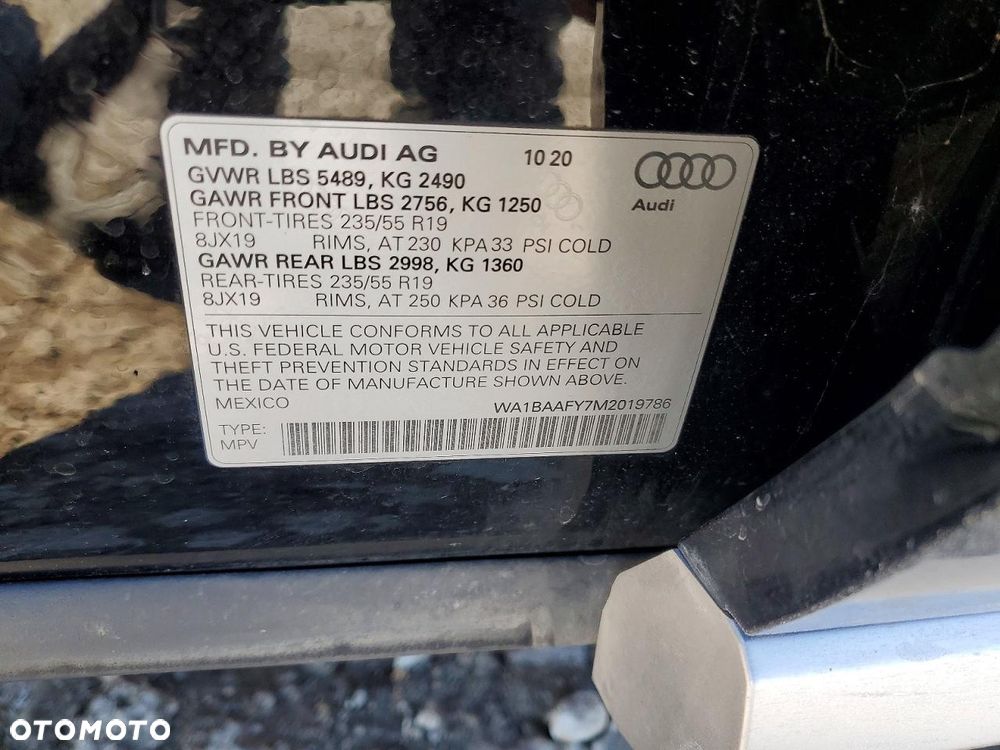 MFD. BY AUDI AG 10 20
GVWR LBS 5489, KG 2490
GAWR FRONT LBS 2756, KG 1250
Audi
FRONT-TIRES 235/55 R19
8JX19 RIMS, AT 230 KPA 33 PSI COLD
GAWR REAR LBS 2998, KG 1360
REAR-TIRES 235/55 R19
8JX19 RIMS, AT 250 KPA 36 PSI COLD
THIS VEHICLE CONFORMS TO ALL APPLICABLE
U.S. FEDERAL MOTOR VEHICLE SAFETY AND
THEFT PREVENTION STANDARDS IN EFFECT ON
THE DATE OF MANUFACTURE SHOWN ABOVE.
MEXICO WA1BAAFY7M2019786
TYPE:
MPV
OTOMOTO
OTOMOTO